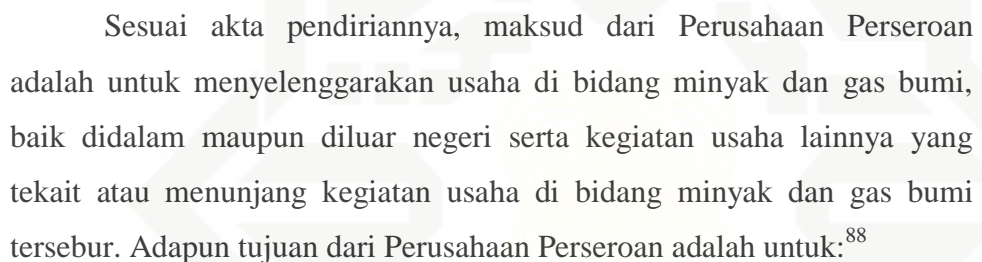 Sesuai akta pendiriannya, maksud dari Perusahaan Perseroan
adalah untuk menyelenggarakan usaha di bidang minyak dan gas bumi,
baik didalam maupun diluar negeri serta kegiatan usaha lainnya yang
tekait atau menunjang kegiatan usaha di bidang minyak dan gas bumi
tersebur. Adapun tujuan dari Perusahaan Perseroan adalah untuk:88